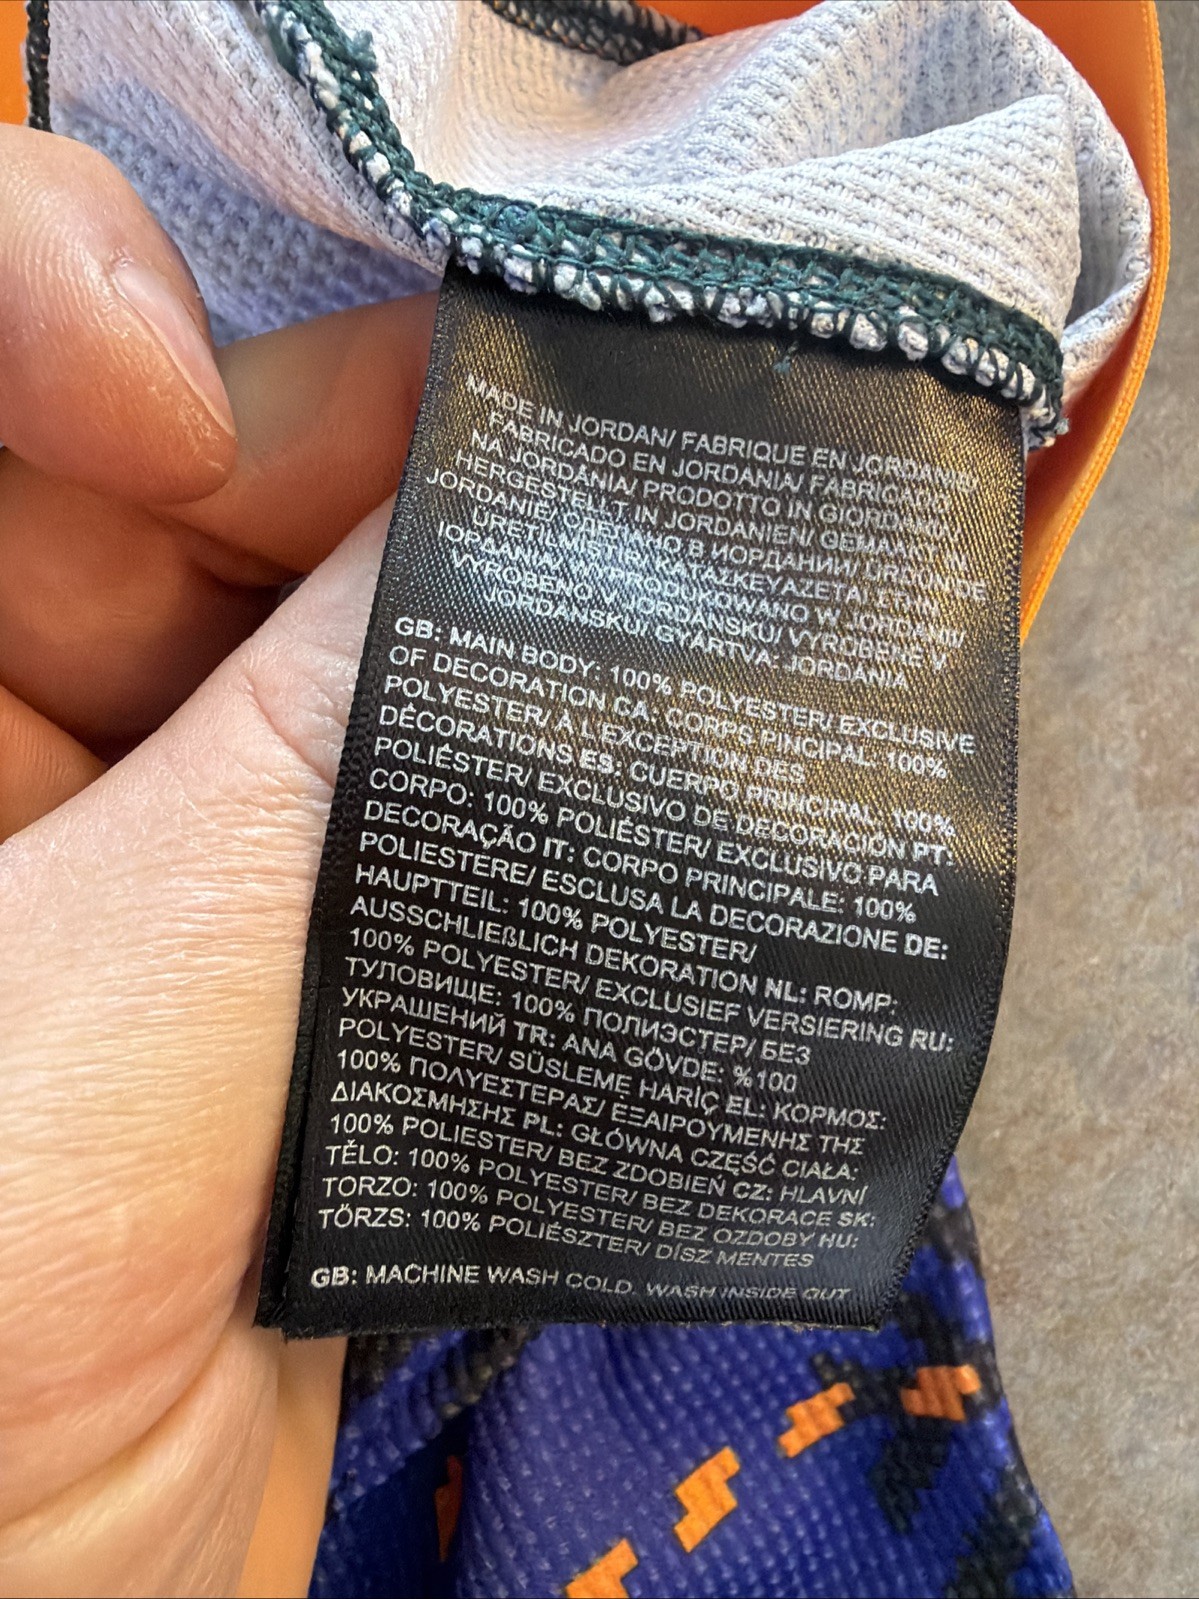 MADE IN JORDAN/ FABRIQUE EN JORDANIE/
FABRICADO EN JORDANIA/ FABRICADO
NA JORDÂNIA/ PRODOTTO IN GIORDANIA/
HERGESTELLT IN JORDANIEN/ GEMAAKT IN
JORDANIE/ СДЕЛАНО В ИОРДАНИИ/ ÜRDÜN'DE
ÜRETİLMİŞTİR/ ΚΑΤΑΣΚΕΥΑΖΕΤΑΙ ΣΤΗΝ
ΙΟΡΔΑΝΙΑ/ WYPRODUKOWANO W JORDANII/
VYROBENO V JORDÁNSKU/ VYROBENÉ V
JORDÁNSKU/ GYÁRTVA: JORDÁNIA
GB: MAIN BODY: 100% POLYESTER/ EXCLUSIVE
OF DECORATION CA: CORPS PINCIPAL: 100%
POLYESTER/ À L'EXCEPTION DES
DÉCORATIONS ES: CUERPO PRINCIPAL: 100%
POLIÉSTER/ EXCLUSIVO DE DECORACIÓN PT:
CORPO: 100% POLIÉSTER/ EXCLUSIVO PARA
DECORAÇÃO IT: CORPO PRINCIPALE: 100%
POLIESTERE/ ESCLUSA LA DECORAZIONE DE:
HAUPTTEIL: 100% POLYESTER/
AUSSCHLIEßLICH DEKORATION NL: ROMP:
100% POLYESTER/ EXCLUSIEF VERSIERING RU:
ТУЛОВИЩЕ: 100% ПОЛИЭСТЕР/ БЕЗ
УКРАШЕНИЙ TR: ANA GÖVDE: %100
POLYESTER/ SÜSLEME HARİÇ EL: ΚΟΡΜΟΣ:
100% ΠΟΛΥΕΣΤΕΡΑΣ/ ΕΞΑΙΡΟΥΜΕΝΗΣ ΤΗΣ
ΔΙΑΚΟΣΜΗΣΗΣ PL: GŁÓWNA CZĘŚĆ CIAŁA:
100% POLIESTER/ BEZ ZDOBIEŃ CZ: HLAVNÍ
TĚLO: 100% POLYESTER/ BEZ DEKORACE SK:
TORZO: 100% POLYESTER/ BEZ OZDOBY HU:
TÖRZS: 100% POLIÉSZTER/ DÍSZ MENTES
GB: MACHINE WASH COLD. WASH INSIDE OUT